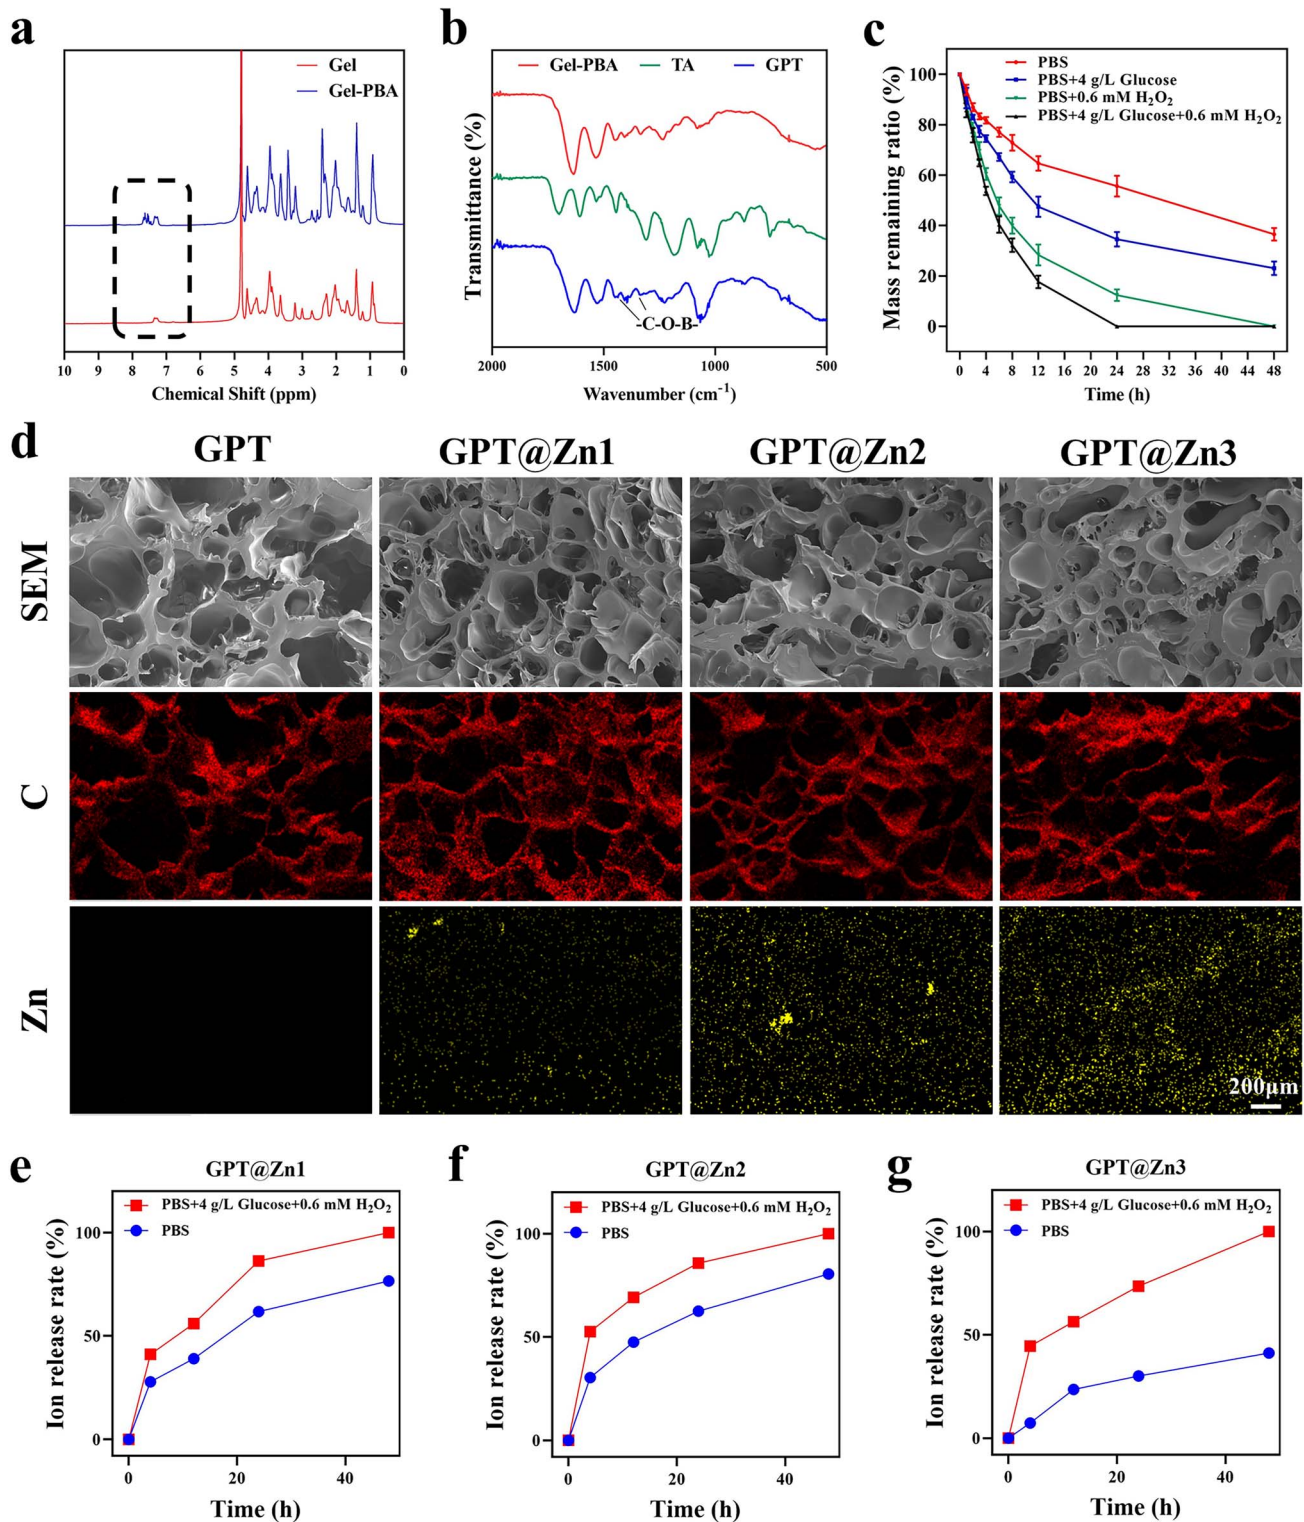 a
Gel
Gel-PBA
10 9 8 7 6 5 4 3 2 1 0
Chemical Shift (ppm)
b
Gel-PBA TA GPT
Transmittance (%)
-C-O-B-
2000 1500 1000 500
Wavenumber (cm⁻¹)
c
PBS
PBS+4 g/L Glucose
PBS+0.6 mM H₂O₂
PBS+4 g/L Glucose+0.6 mM H₂O₂
Mass remaining ratio (%)
100
80
60
40
20
0
0 4 8 12 16 20 24 28 32 36 40 44 48
Time (h)
d
GPT GPT@Zn1 GPT@Zn2 GPT@Zn3
SEM
C
Zn
200μm
e
GPT@Zn1
PBS+4 g/L Glucose+0.6 mM H₂O₂
PBS
Ion release rate (%)
100
50
0
0 20 40
Time (h)
f
GPT@Zn2
PBS+4 g/L Glucose+0.6 mM H₂O₂
PBS
Ion release rate (%)
100
50
0
0 20 40
Time (h)
g
GPT@Zn3
PBS+4 g/L Glucose+0.6 mM H₂O₂
PBS
Ion release rate (%)
100
50
0
0 20 40
Time (h)